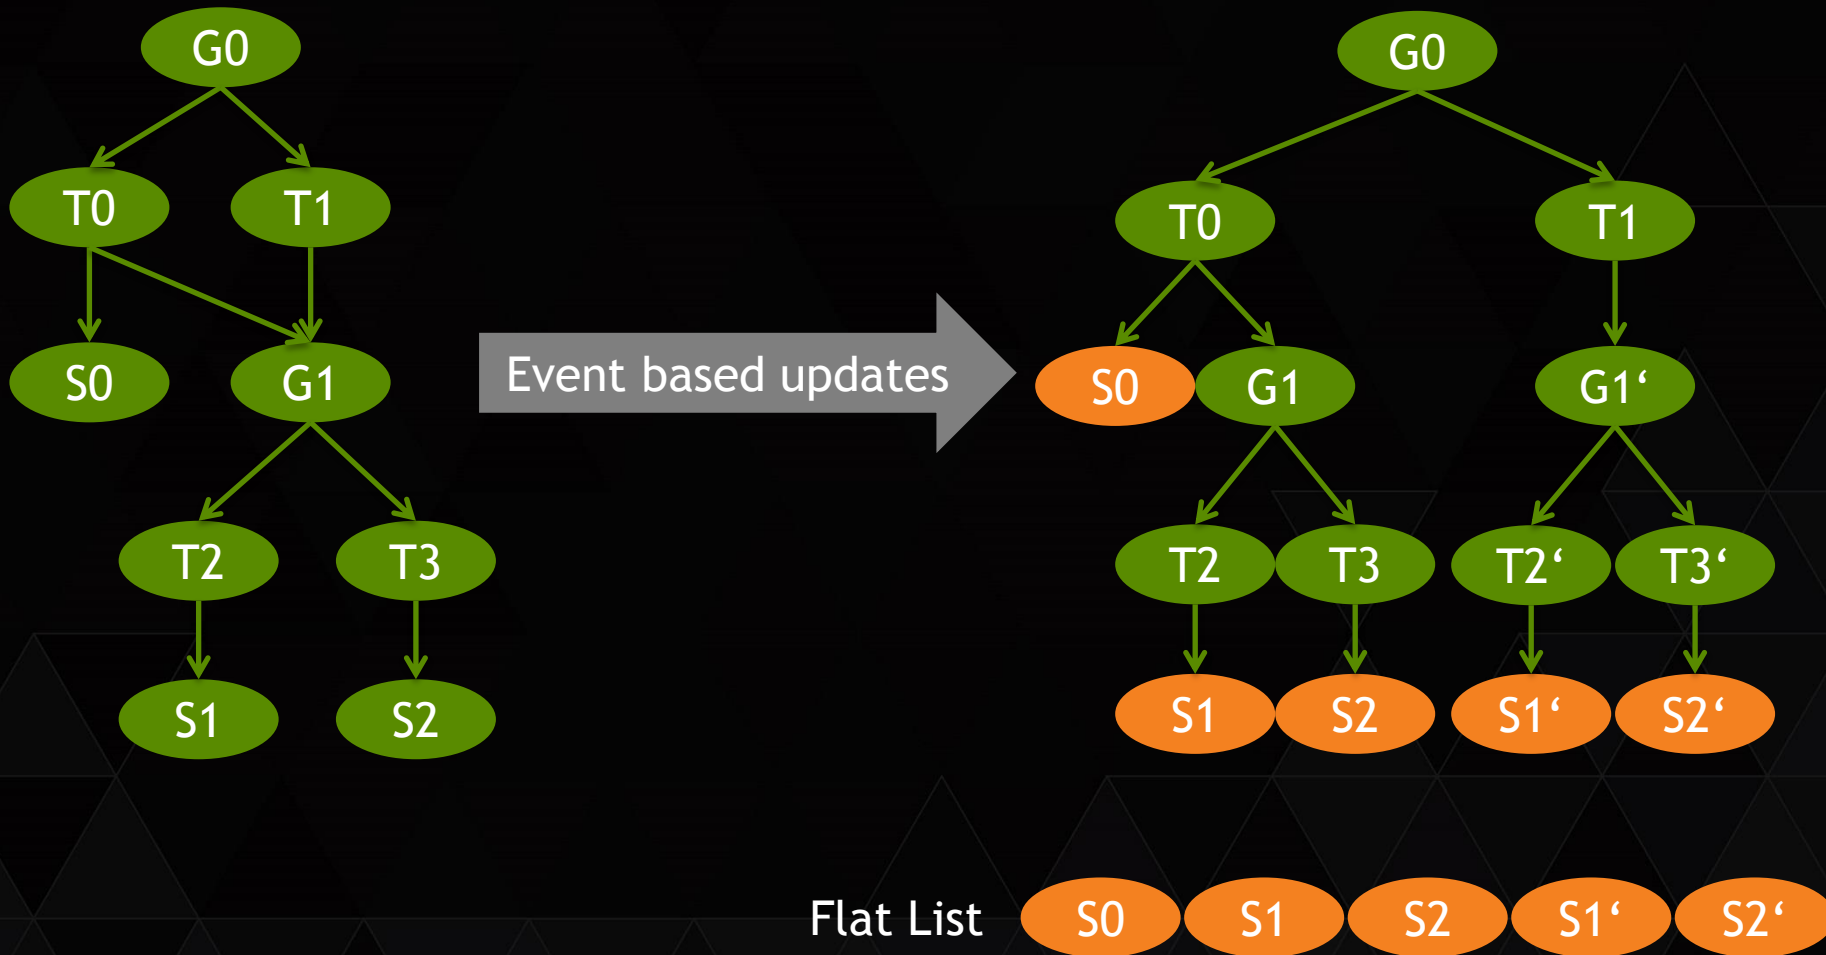 G0
T0 T1
S0 G1
T2 T3
S1 S2
Event based updates
G0
T0 T1
S0 G1 G1‘
T2 T3 T2‘ T3‘
S1 S2 S1‘ S2‘
Flat List S0 S1 S2 S1‘ S2‘